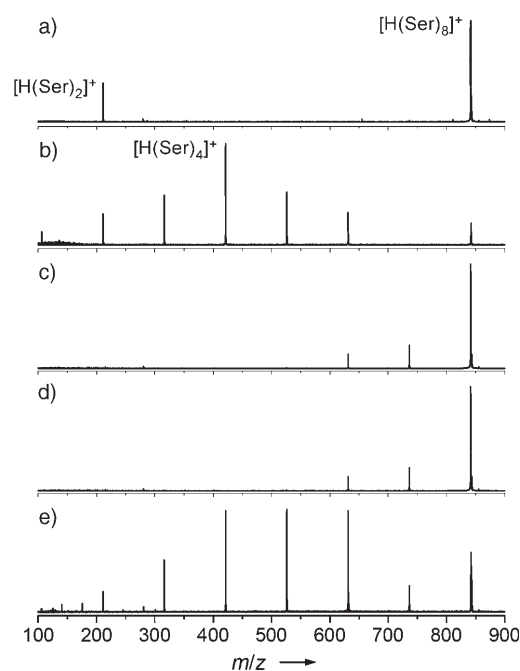 a)
[H(Ser)₈]⁺
[H(Ser)₂]⁺
b)
[H(Ser)₄]⁺
c)
d)
e)
100 200 300 400 500 600 700 800 900
m/z →